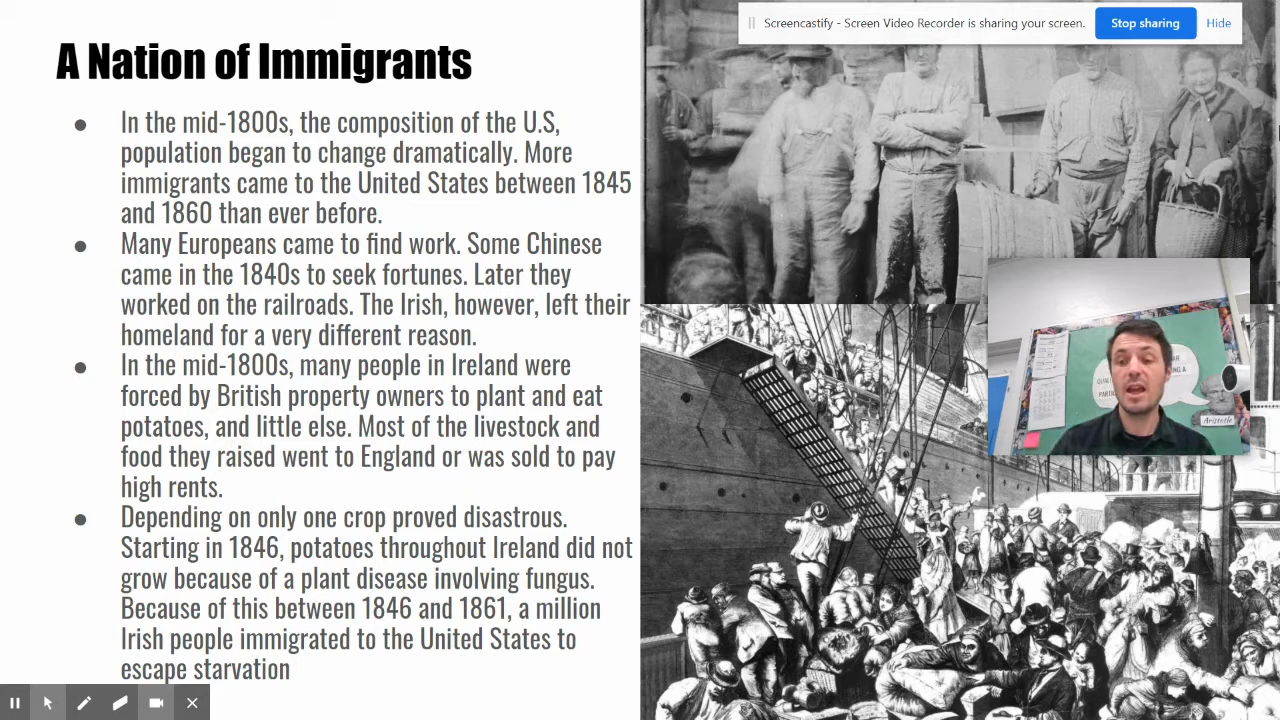 A Nation of Immigrants
● In the mid-1800s, the composition of the U.S,
population began to change dramatically. More
immigrants came to the United States between 1845
and 1860 than ever before.
● Many Europeans came to find work. Some Chinese
came in the 1840s to seek fortunes. Later they
worked on the railroads. The Irish, however, left their
homeland for a very different reason.
● In the mid-1800s, many people in Ireland were
forced by British property owners to plant and eat
potatoes, and little else. Most of the livestock and
food they raised went to England or was sold to pay
high rents.
● Depending on only one crop proved disastrous.
Starting in 1846, potatoes throughout Ireland did not
grow because of a plant disease involving fungus.
Because of this between 1846 and 1861, a million
Irish people immigrated to the United States to
escape starvation
Screencastify - Screen Video Recorder is sharing your screen.
Stop sharing
Hide
Aristotle